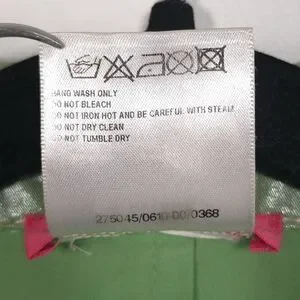 HAND WASH ONLY
DO NOT BLEACH
DO NOT IRON HOT AND BE CAREFUL WITH STEAM
DO NOT DRY CLEAN
DO NOT TUMBLE DRY
275045/0610-00/0368